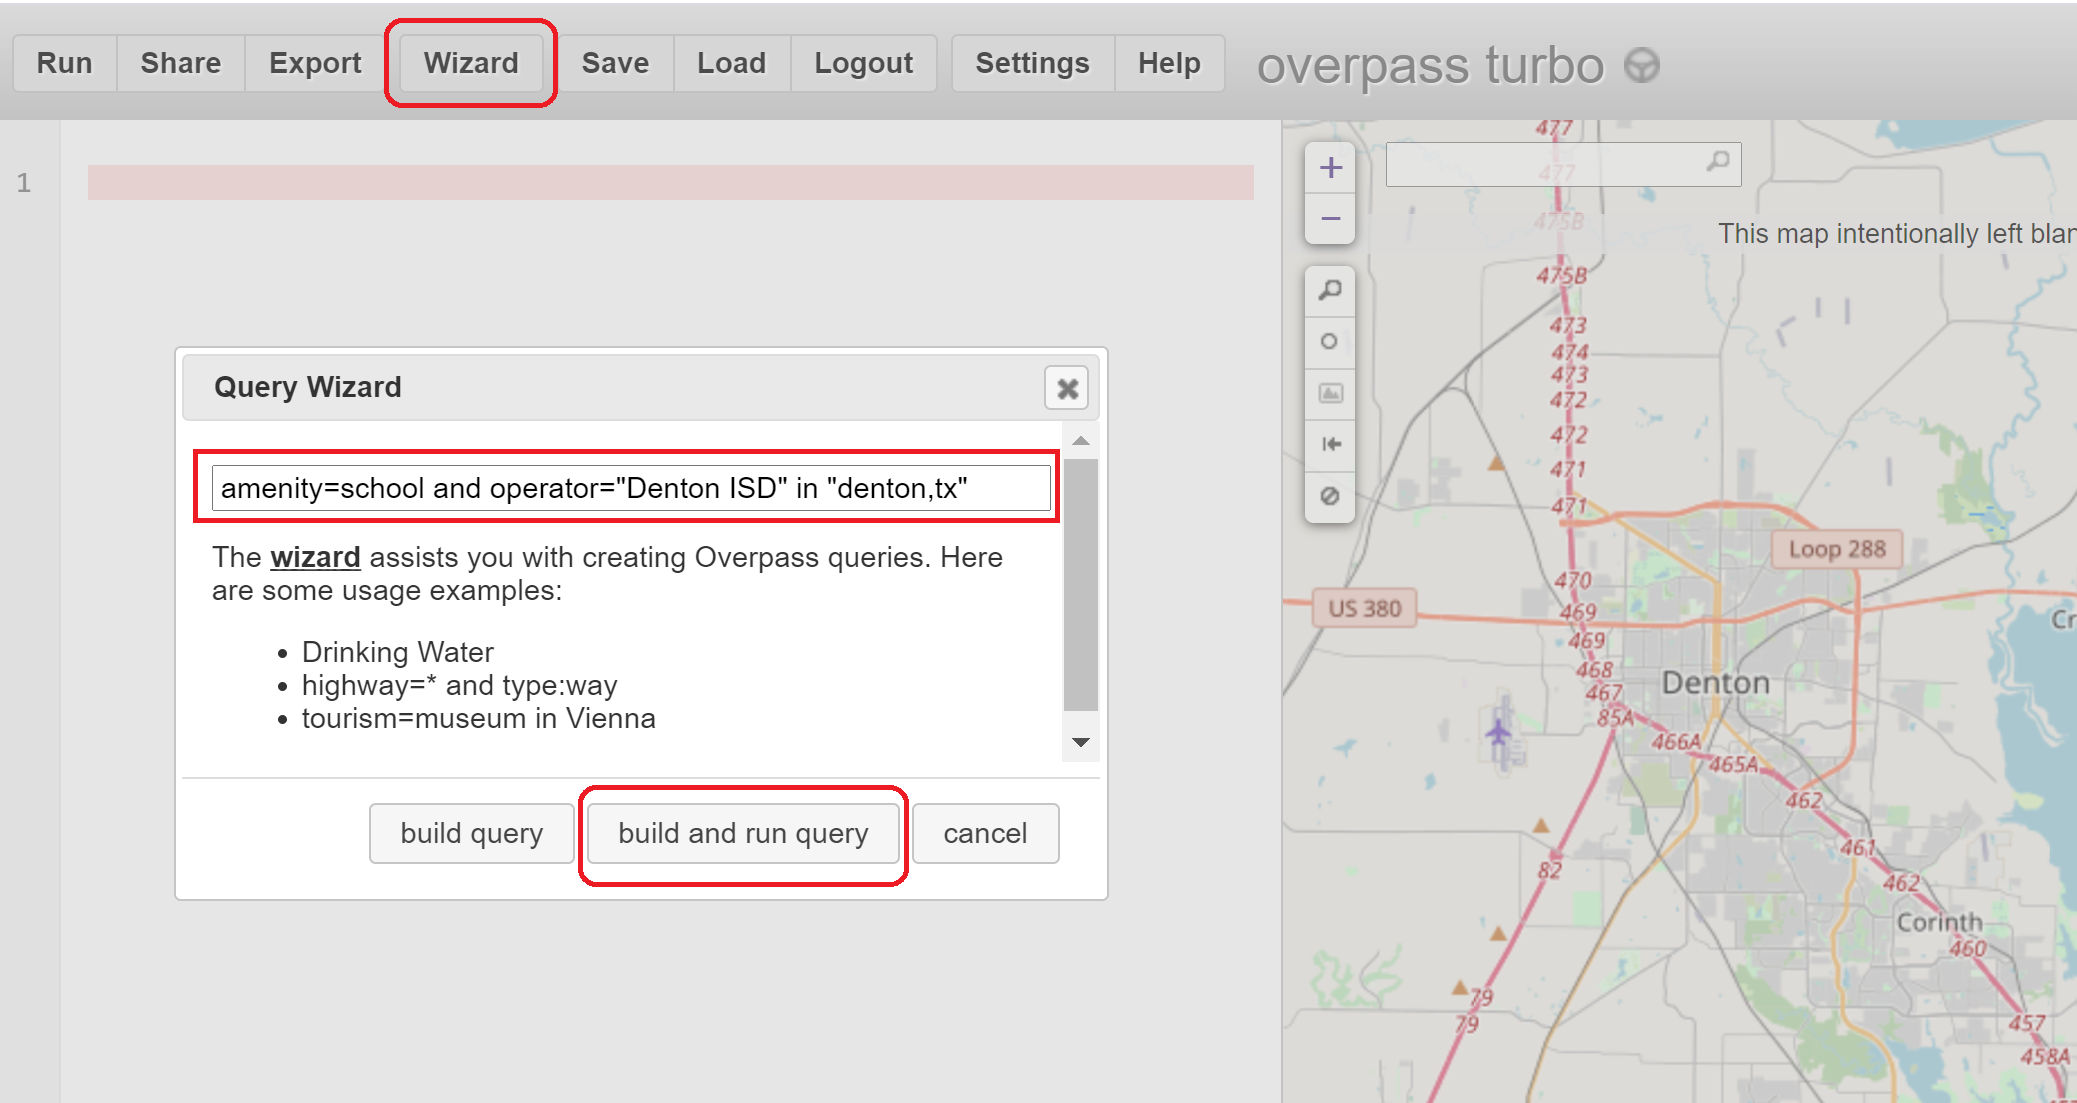 Run Share Export Wizard Save Load Logout Settings Help overpass turbo
1
Query Wizard
amenity=school and operator="Denton ISD" in "denton,tx"
The wizard assists you with creating Overpass queries. Here
are some usage examples:
Drinking Water
highway=* and type:way
tourism=museum in Vienna
build query build and run query cancel
477
+
477
−
475B
This map intentionally left blan
475B
473
474
473
472
472
471
471
Loop 288
470
US 380
469
Cr
469
468
Denton
467
85A
466A
465A
462
461
82
462
Corinth
460
79
457
79
458A